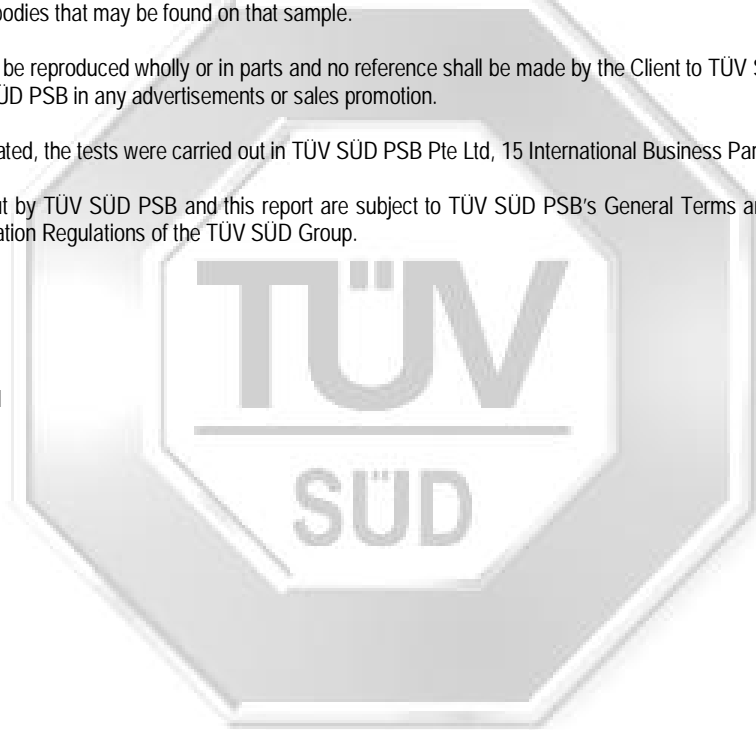 bodies that may be found on that sample.
be reproduced wholly or in parts and no reference shall be made by the Client to TÜV S
ÜD PSB in any advertisements or sales promotion.
ated, the tests were carried out in TÜV SÜD PSB Pte Ltd, 15 International Business Par
ut by TÜV SÜD PSB and this report are subject to TÜV SÜD PSB's General Terms an
ation Regulations of the TÜV SÜD Group.
TÜV
SÜD